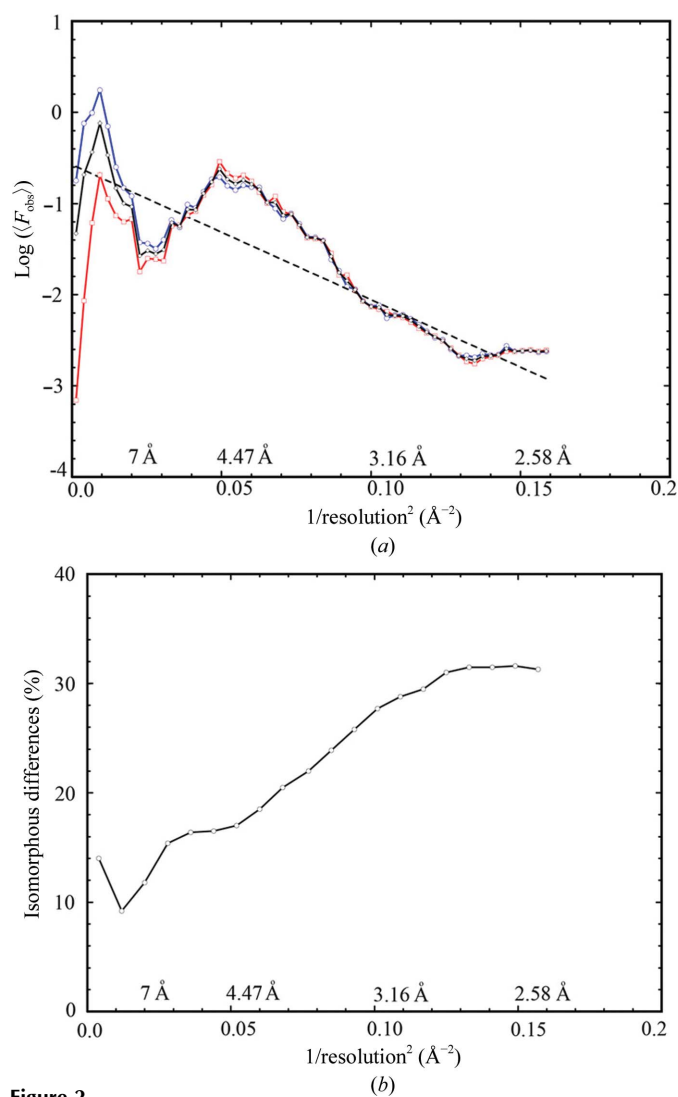 1
0
−1
−2
−3
-4
Log (⟨F_obs⟩)
7 Å 4.47 Å 3.16 Å 2.58 Å
0.0 0.05 0.10 0.15 0.2
1/resolution² (Å⁻²)
(a)
40
30
20
10
0
Isomorphous differences (%)
7 Å 4.47 Å 3.16 Å 2.58 Å
0.0 0.05 0.10 0.15 0.2
1/resolution² (Å⁻²)
(b)
Figure 2